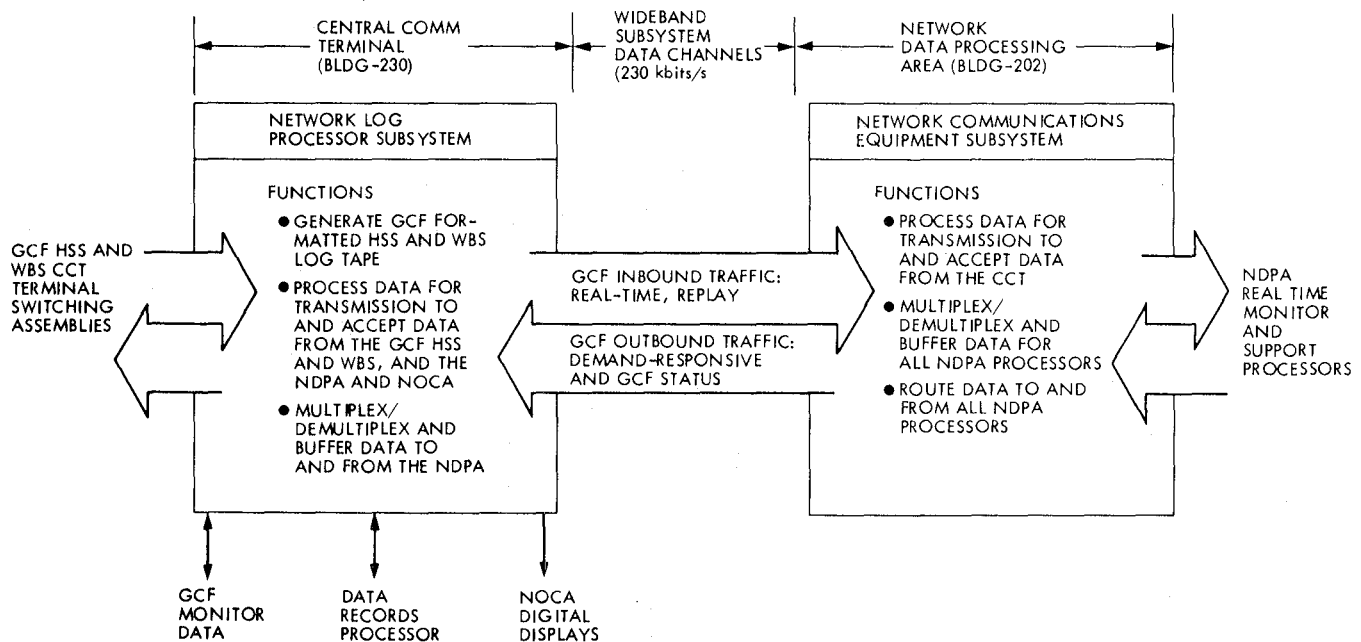 CENTRAL COMM
TERMINAL
(BLDG-230)
WIDEBAND
SUBSYSTEM
DATA CHANNELS
(230 kbits/s
NETWORK
DATA PROCESSING
AREA (BLDG-202)
NETWORK LOG
PROCESSOR SUBSYSTEM
NETWORK COMMUNICATIONS
EQUIPMENT SUBSYSTEM
GCF HSS AND
WBS CCT
TERMINAL
SWITCHING
ASSEMBLIES
FUNCTIONS
● GENERATE GCF FOR-
MATTED HSS AND WBS
LOG TAPE
● PROCESS DATA FOR
TRANSMISSION TO
AND ACCEPT DATA
FROM THE GCF HSS
AND WBS, AND THE
NDPA AND NOCA
● MULTIPLEX/
DEMULTIPLEX AND
BUFFER DATA TO
AND FROM THE NDPA
GCF INBOUND TRAFFIC:
REAL-TIME, REPLAY
GCF OUTBOUND TRAFFIC:
DEMAND-RESPONSIVE
AND GCF STATUS
FUNCTIONS
● PROCESS DATA FOR
TRANSMISSION TO
AND ACCEPT DATA
FROM THE CCT
● MULTIPLEX/
DEMULTIPLEX AND
BUFFER DATA FOR
ALL NDPA PROCESSORS
● ROUTE DATA TO AND
FROM ALL NDPA
PROCESSORS
NDPA
REAL TIME
MONITOR
AND
SUPPORT
PROCESSORS
GCF
MONITOR
DATA
DATA
RECORDS
PROCESSOR
NOCA
DIGITAL
DISPLAYS